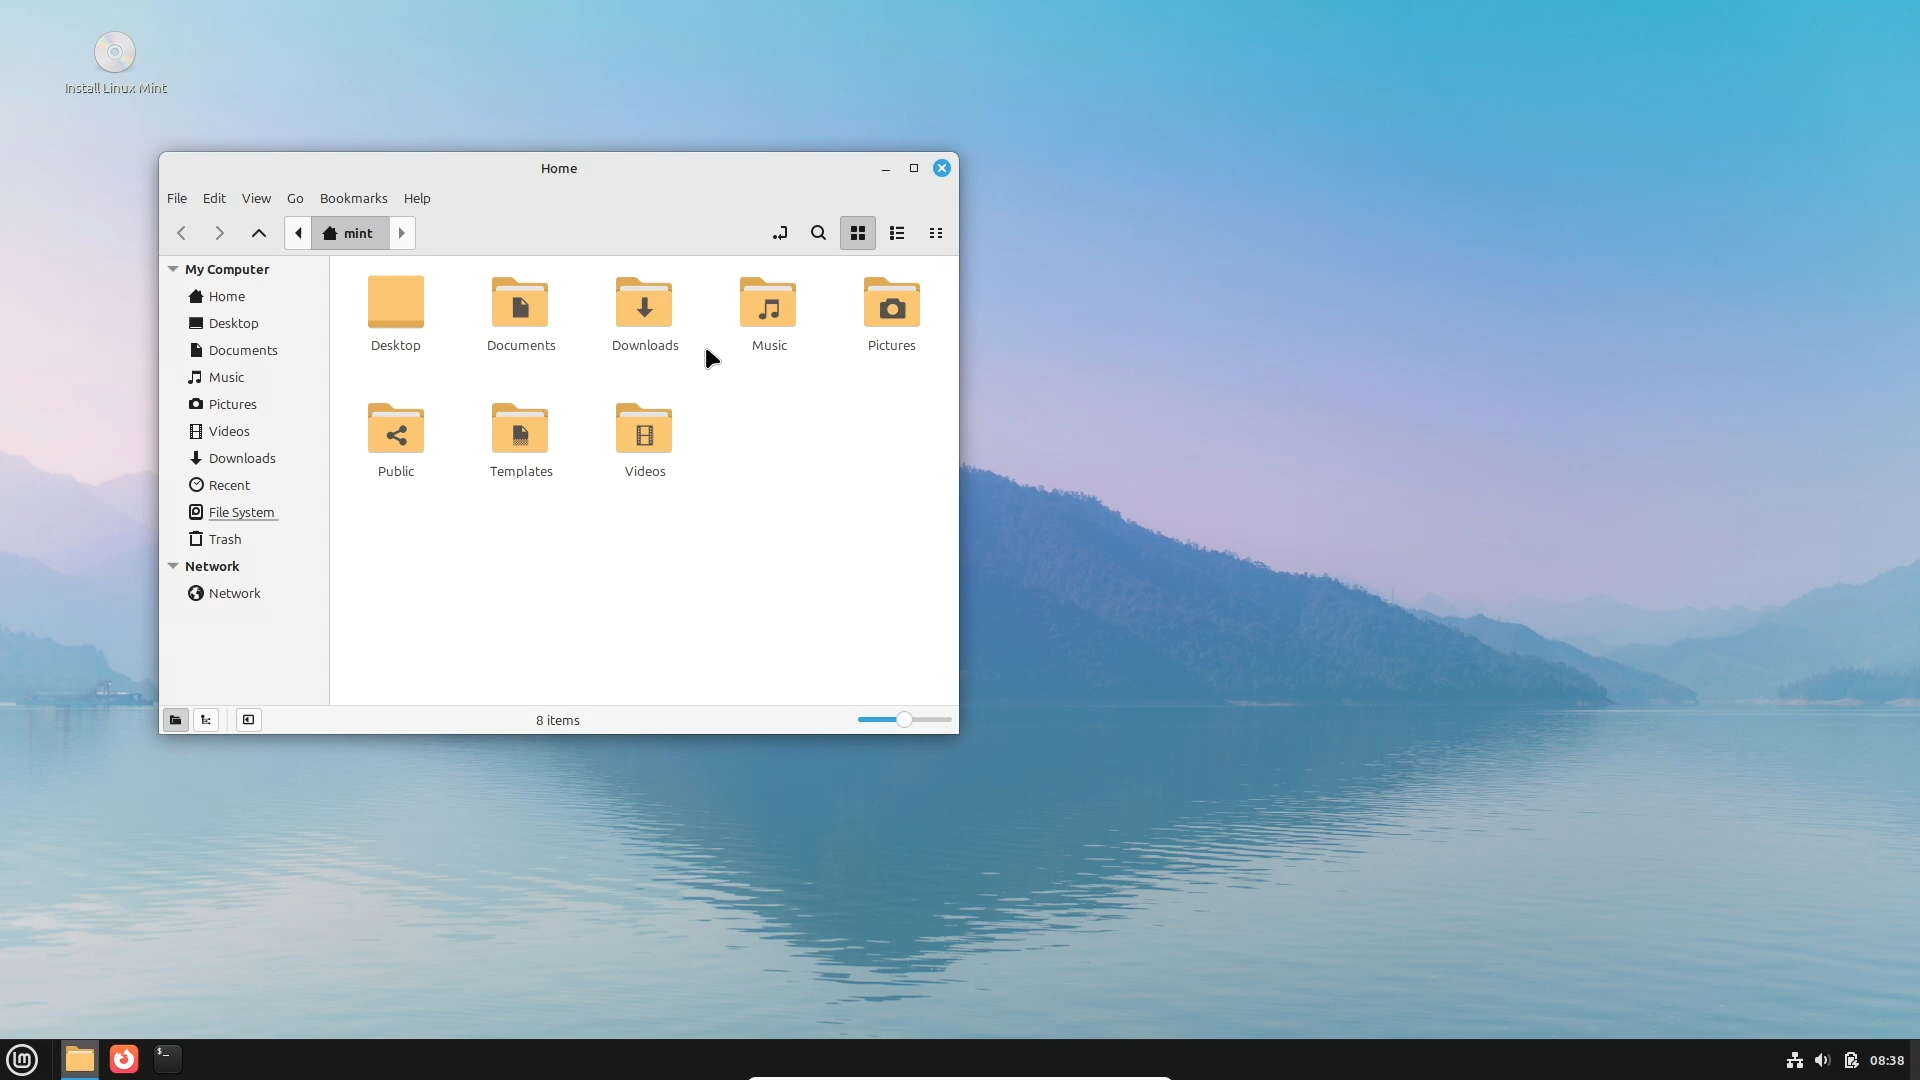 Install Linux Mint
Home
File Edit View Go Bookmarks Help
mint
My Computer
Home
Desktop
Documents
Music
Pictures
Videos
Downloads
Recent
File System
Trash
Network
Network
Desktop Documents Downloads Music Pictures
Public Templates Videos
8 items
08:38